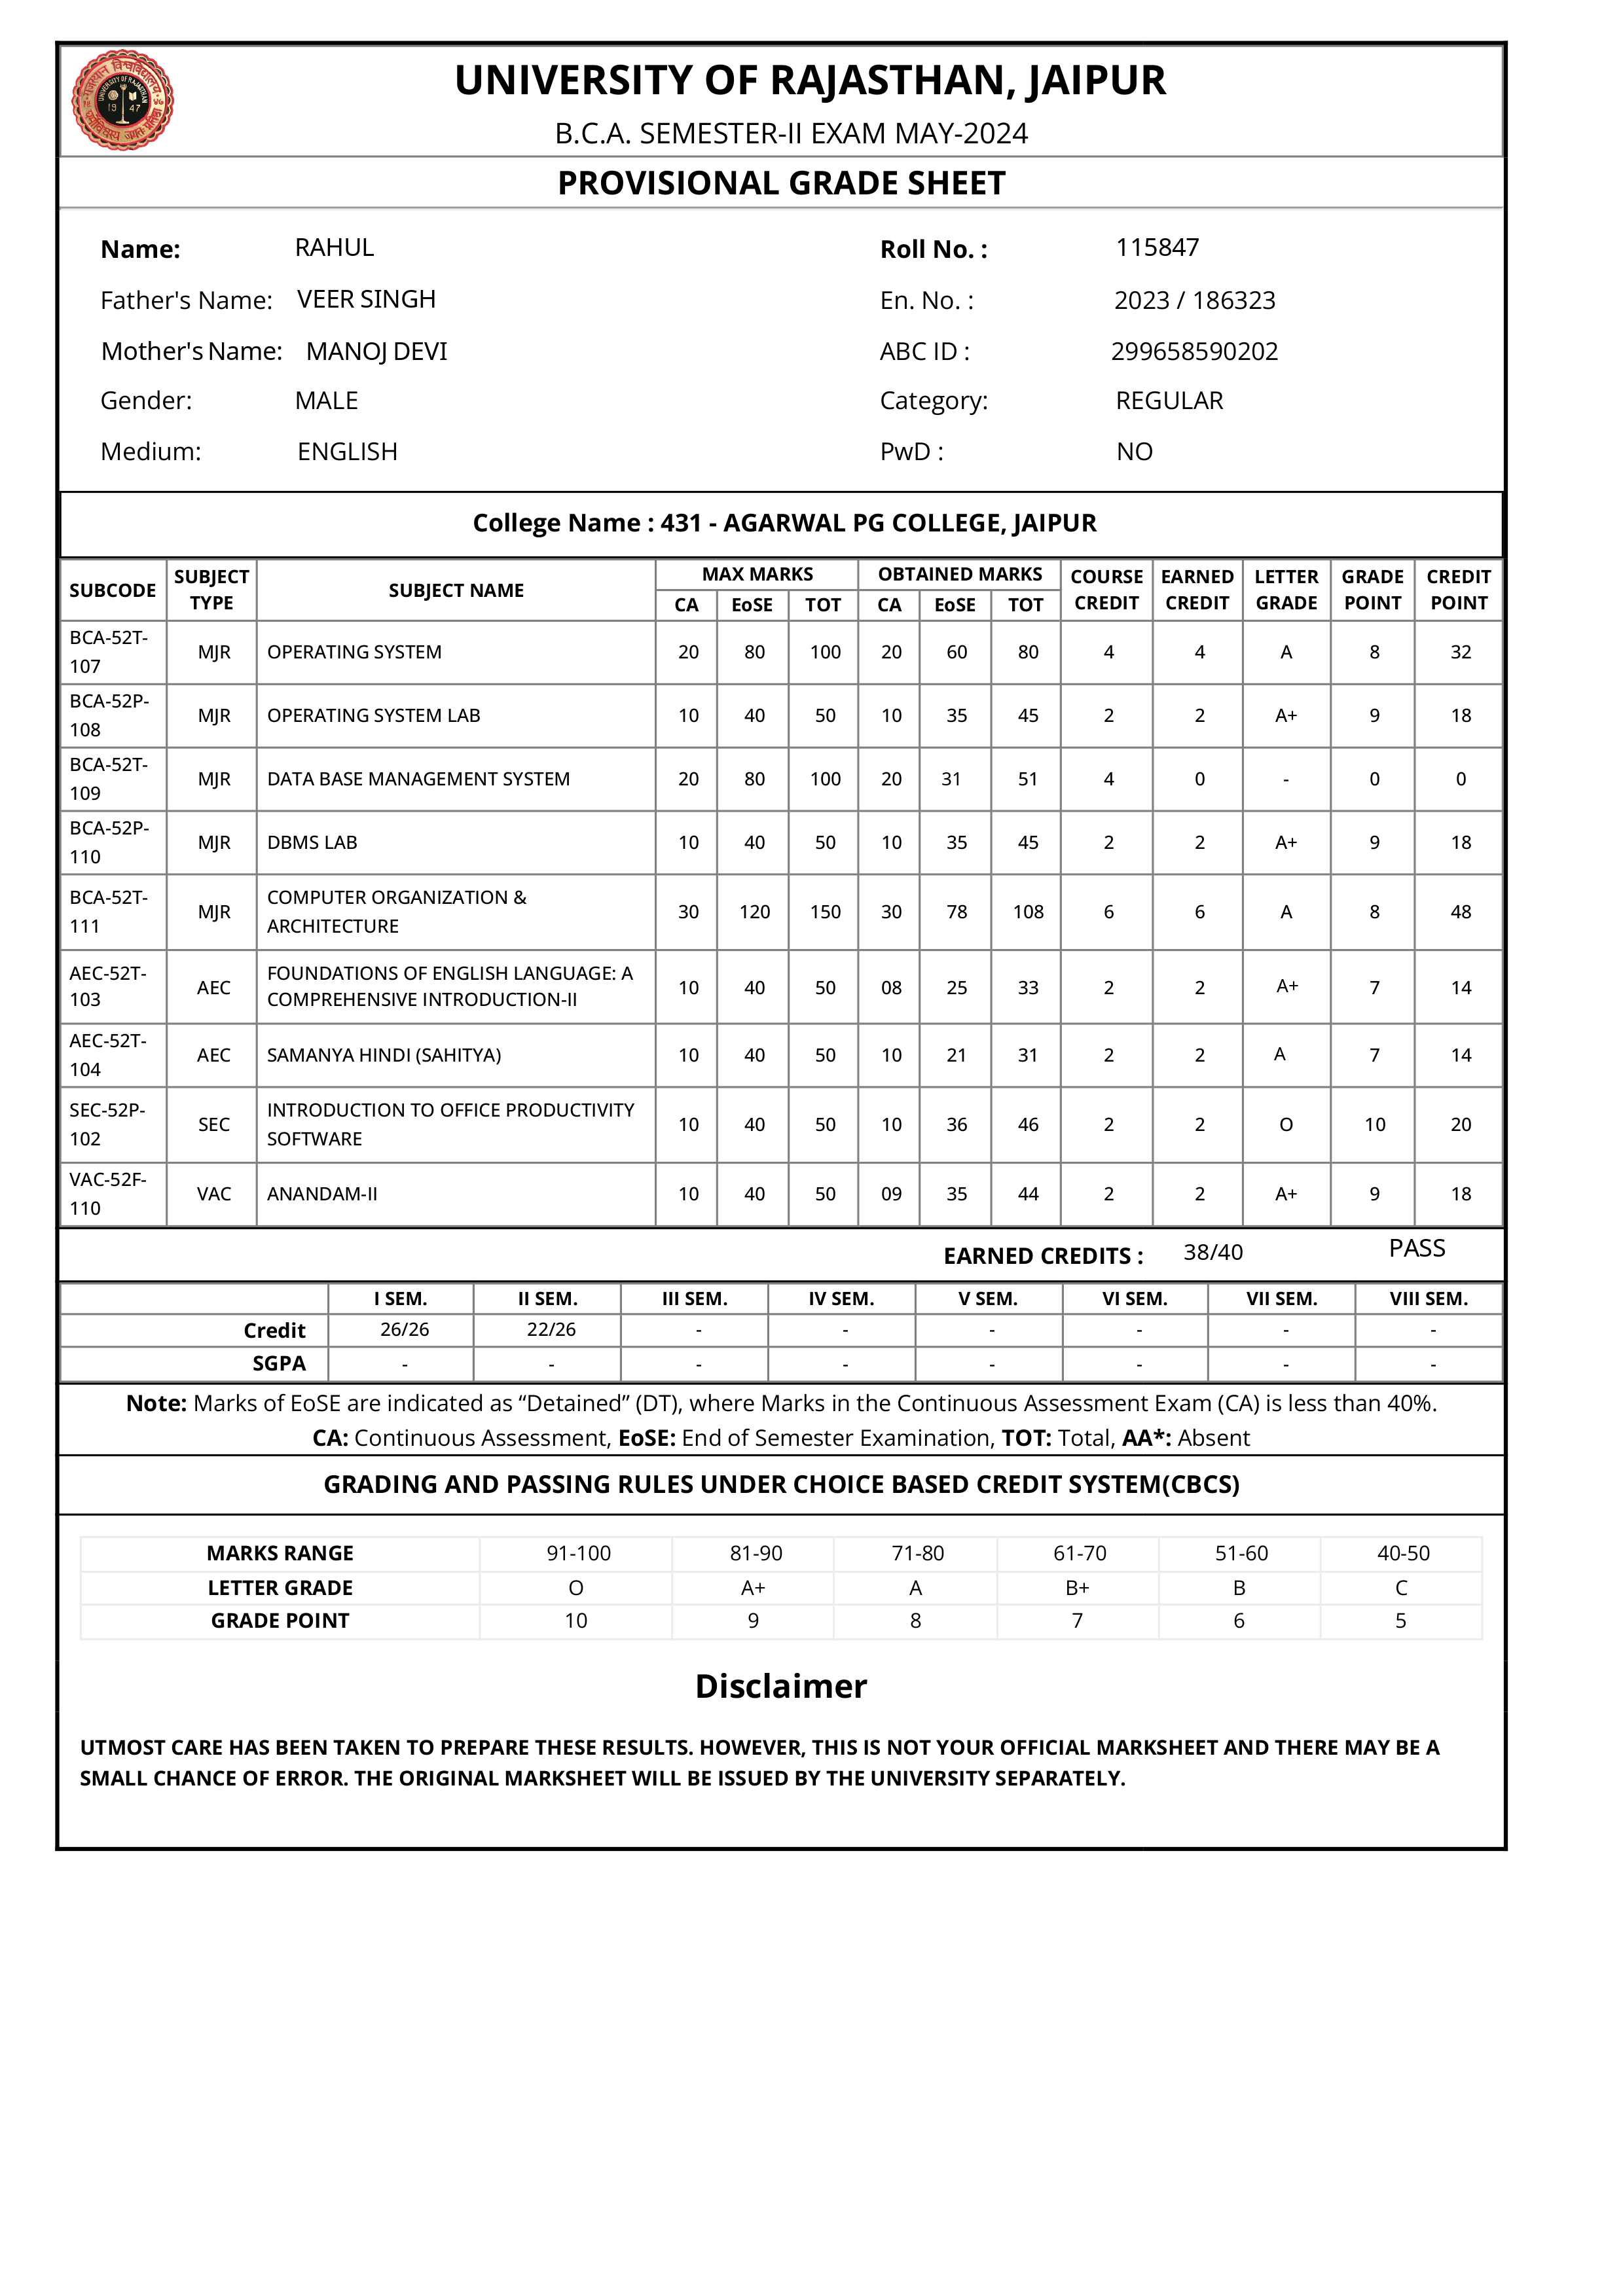 UNIVERSITY OF RAJASTHAN, JAIPUR
B.C.A. SEMESTER-II EXAM MAY-2024
PROVISIONAL GRADE SHEET
Name: RAHUL Roll No. : 115847
Father's Name: VEER SINGH En. No. : 2023 / 186323
Mother's Name: MANOJ DEVI ABC ID : 299658590202
Gender: MALE Category: REGULAR
Medium: ENGLISH PwD : NO
College Name : 431 - AGARWAL PG COLLEGE, JAIPUR
SUBCODE SUBJECT TYPE SUBJECT NAME MAX MARKS OBTAINED MARKS COURSE CREDIT EARNED CREDIT LETTER GRADE GRADE POINT CREDIT POINT
CA EoSE TOT CA EoSE TOT
BCA-52T-107 MJR OPERATING SYSTEM 20 80 100 20 60 80 4 4 A 8 32
BCA-52P-108 MJR OPERATING SYSTEM LAB 10 40 50 10 35 45 2 2 A+ 9 18
BCA-52T-109 MJR DATA BASE MANAGEMENT SYSTEM 20 80 100 20 31 51 4 0 - 0 0
BCA-52P-110 MJR DBMS LAB 10 40 50 10 35 45 2 2 A+ 9 18
BCA-52T-111 MJR COMPUTER ORGANIZATION & ARCHITECTURE 30 120 150 30 78 108 6 6 A 8 48
AEC-52T-103 AEC FOUNDATIONS OF ENGLISH LANGUAGE: A COMPREHENSIVE INTRODUCTION-II 10 40 50 08 25 33 2 2 A+ 7 14
AEC-52T-104 AEC SAMANYA HINDI (SAHITYA) 10 40 50 10 21 31 2 2 A 7 14
SEC-52P-102 SEC INTRODUCTION TO OFFICE PRODUCTIVITY SOFTWARE 10 40 50 10 36 46 2 2 O 10 20
VAC-52F-110 VAC ANANDAM-II 10 40 50 09 35 44 2 2 A+ 9 18
EARNED CREDITS : 38/40 PASS
I SEM. II SEM. III SEM. IV SEM. V SEM. VI SEM. VII SEM. VIII SEM.
Credit 26/26 22/26 - - - - - -
SGPA - - - - - - - -
Note: Marks of EoSE are indicated as “Detained” (DT), where Marks in the Continuous Assessment Exam (CA) is less than 40%.
CA: Continuous Assessment, EoSE: End of Semester Examination, TOT: Total, AA*: Absent
GRADING AND PASSING RULES UNDER CHOICE BASED CREDIT SYSTEM(CBCS)
MARKS RANGE 91-100 81-90 71-80 61-70 51-60 40-50
LETTER GRADE O A+ A B+ B C
GRADE POINT 10 9 8 7 6 5
Disclaimer
UTMOST CARE HAS BEEN TAKEN TO PREPARE THESE RESULTS. HOWEVER, THIS IS NOT YOUR OFFICIAL MARKSHEET AND THERE MAY BE A
SMALL CHANCE OF ERROR. THE ORIGINAL MARKSHEET WILL BE ISSUED BY THE UNIVERSITY SEPARATELY.